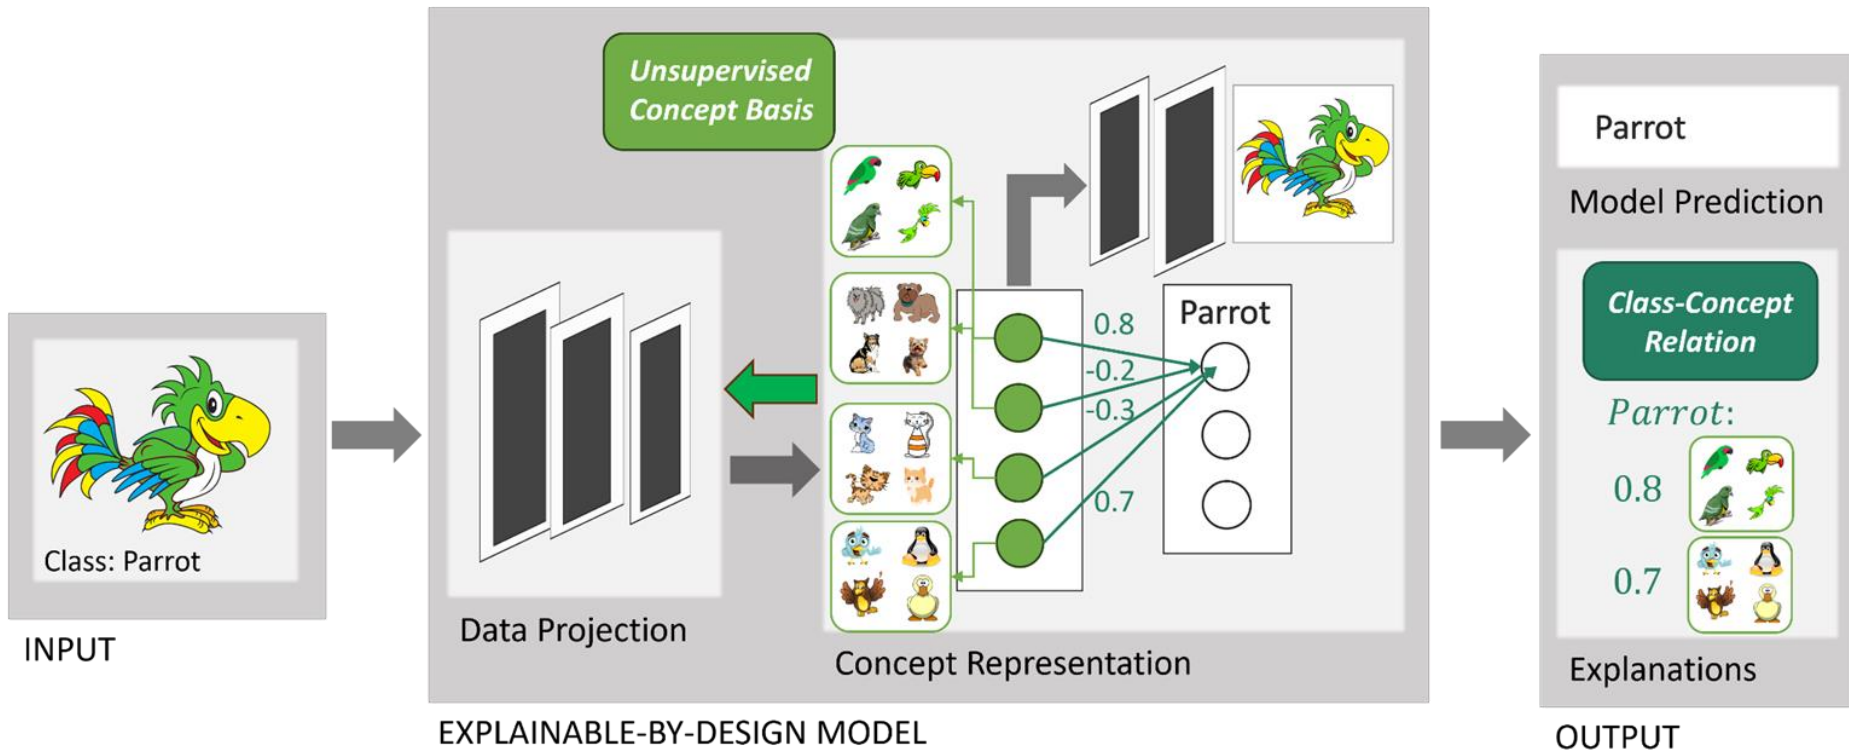 Class: Parrot
INPUT
Unsupervised
Concept Basis
Data Projection
Parrot
0.8
-0.2
-0.3
0.7
Concept Representation
EXPLAINABLE-BY-DESIGN MODEL
Parrot
Model Prediction
Class-Concept
Relation
Parrot:
0.8
0.7
Explanations
OUTPUT